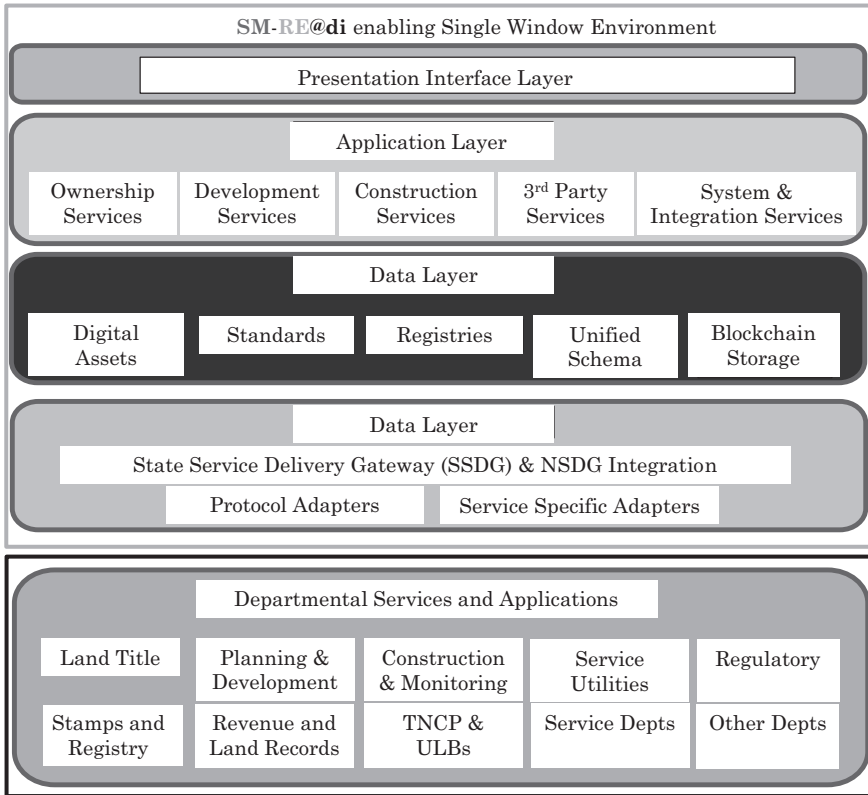 SM-RE@di enabling Single Window Environment
Presentation Interface Layer
Application Layer
Ownership
Services
Development
Services
Construction
Services
3rd Party
Services
System &
Integration Services
Data Layer
Digital
Assets
Standards
Registries
Unified
Schema
Blockchain
Storage
Data Layer
State Service Delivery Gateway (SSDG) & NSDG Integration
Protocol Adapters
Service Specific Adapters
Departmental Services and Applications
Land Title
Planning &
Development
Construction
& Monitoring
Service
Utilities
Regulatory
Stamps and
Registry
Revenue and
Land Records
TNCP &
ULBs
Service Depts
Other Depts